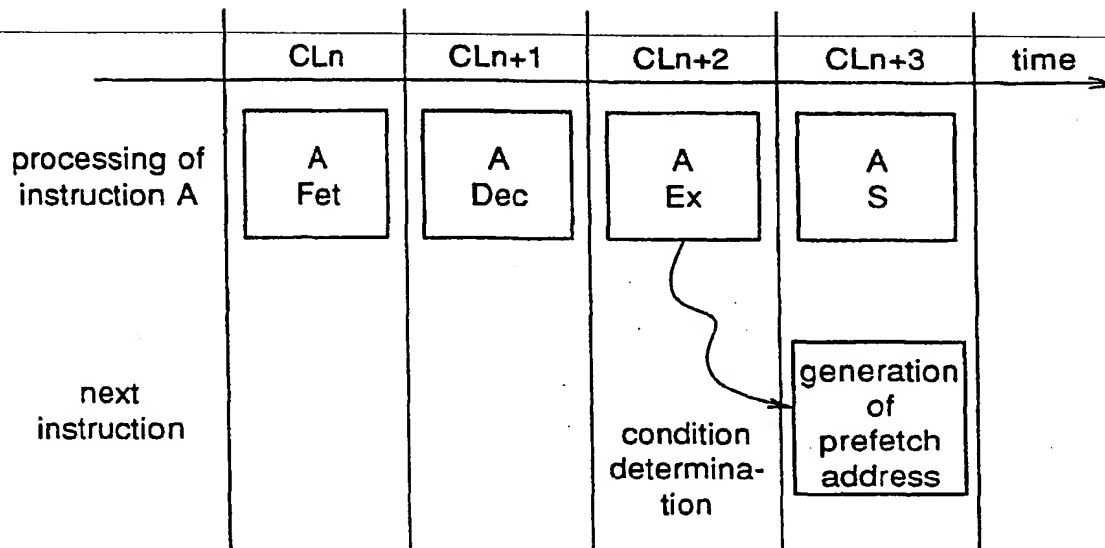 CLn CLn+1 CLn+2 CLn+3 time
processing of
instruction A
A
Fet
A
Dec
A
Ex
A
S
next
instruction
condition
determina-
tion
generation
of
prefetch
address